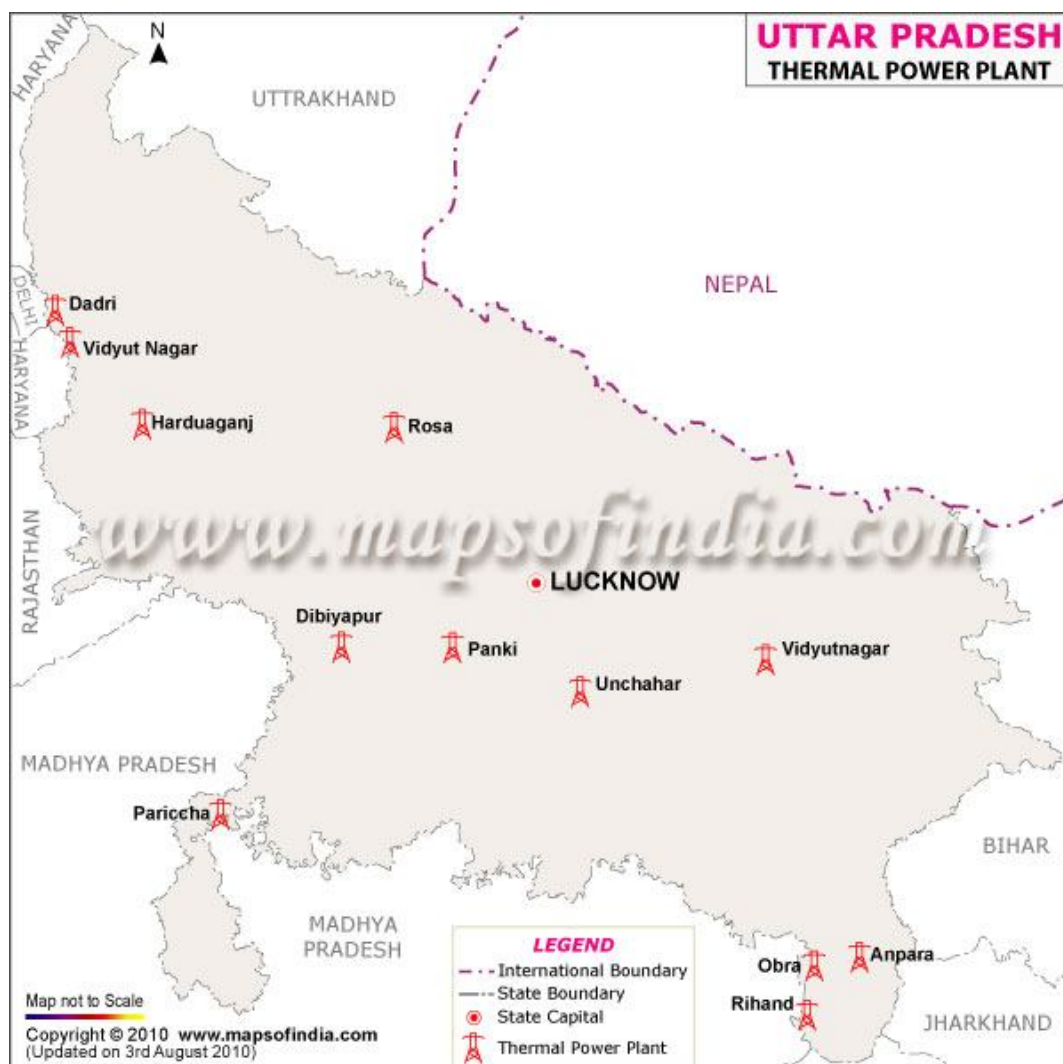 UTTAR PRADESH
THERMAL POWER PLANT
N
HARYANA
UTTRAKHAND
NEPAL
DELHI
Dadri
Vidyut Nagar
HARYANA
Harduaganj
Rosa
RAJASTHAN
www.mapsofindia.com
LUCKNOW
Dibiyapur
Panki
Vidyutnagar
Unchahar
MADHYA PRADESH
Pariccha
BIHAR
MADHYA
PRADESH
Obra
Anpara
Rihand
JHARKHAND
LEGEND
International Boundary
State Boundary
State Capital
Thermal Power Plant
Map not to Scale
Copyright © 2010 www.mapsofindia.com
(Updated on 3rd August 2010)